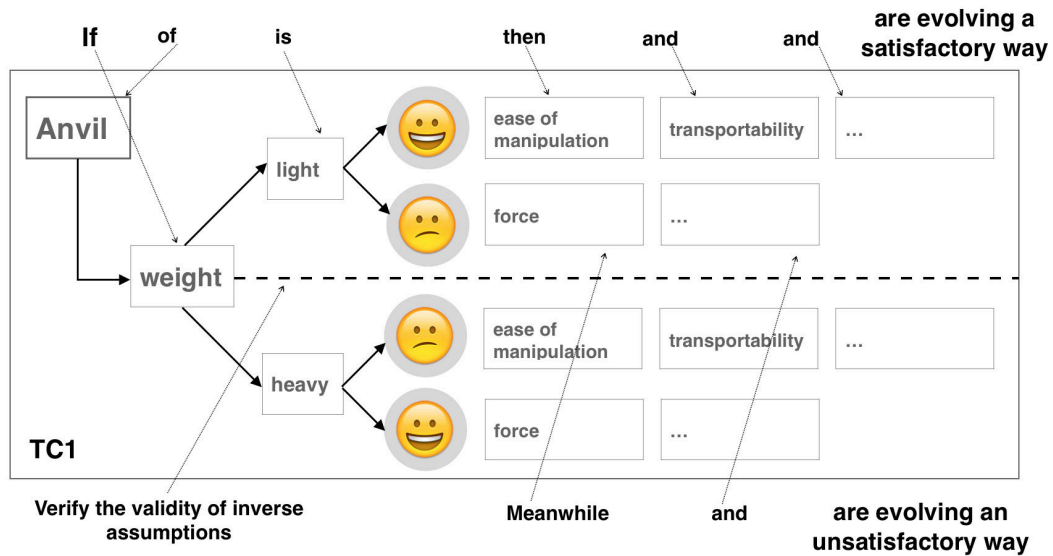 are evolving a
satisfactory way
If
of
is
then
and
and
Anvil
ease of
manipulation
transportability
...
light
force
...
weight
ease of
manipulation
transportability
...
heavy
force
...
TC1
Verify the validity of inverse
assumptions
Meanwhile
and
are evolving an
unsatisfactory way